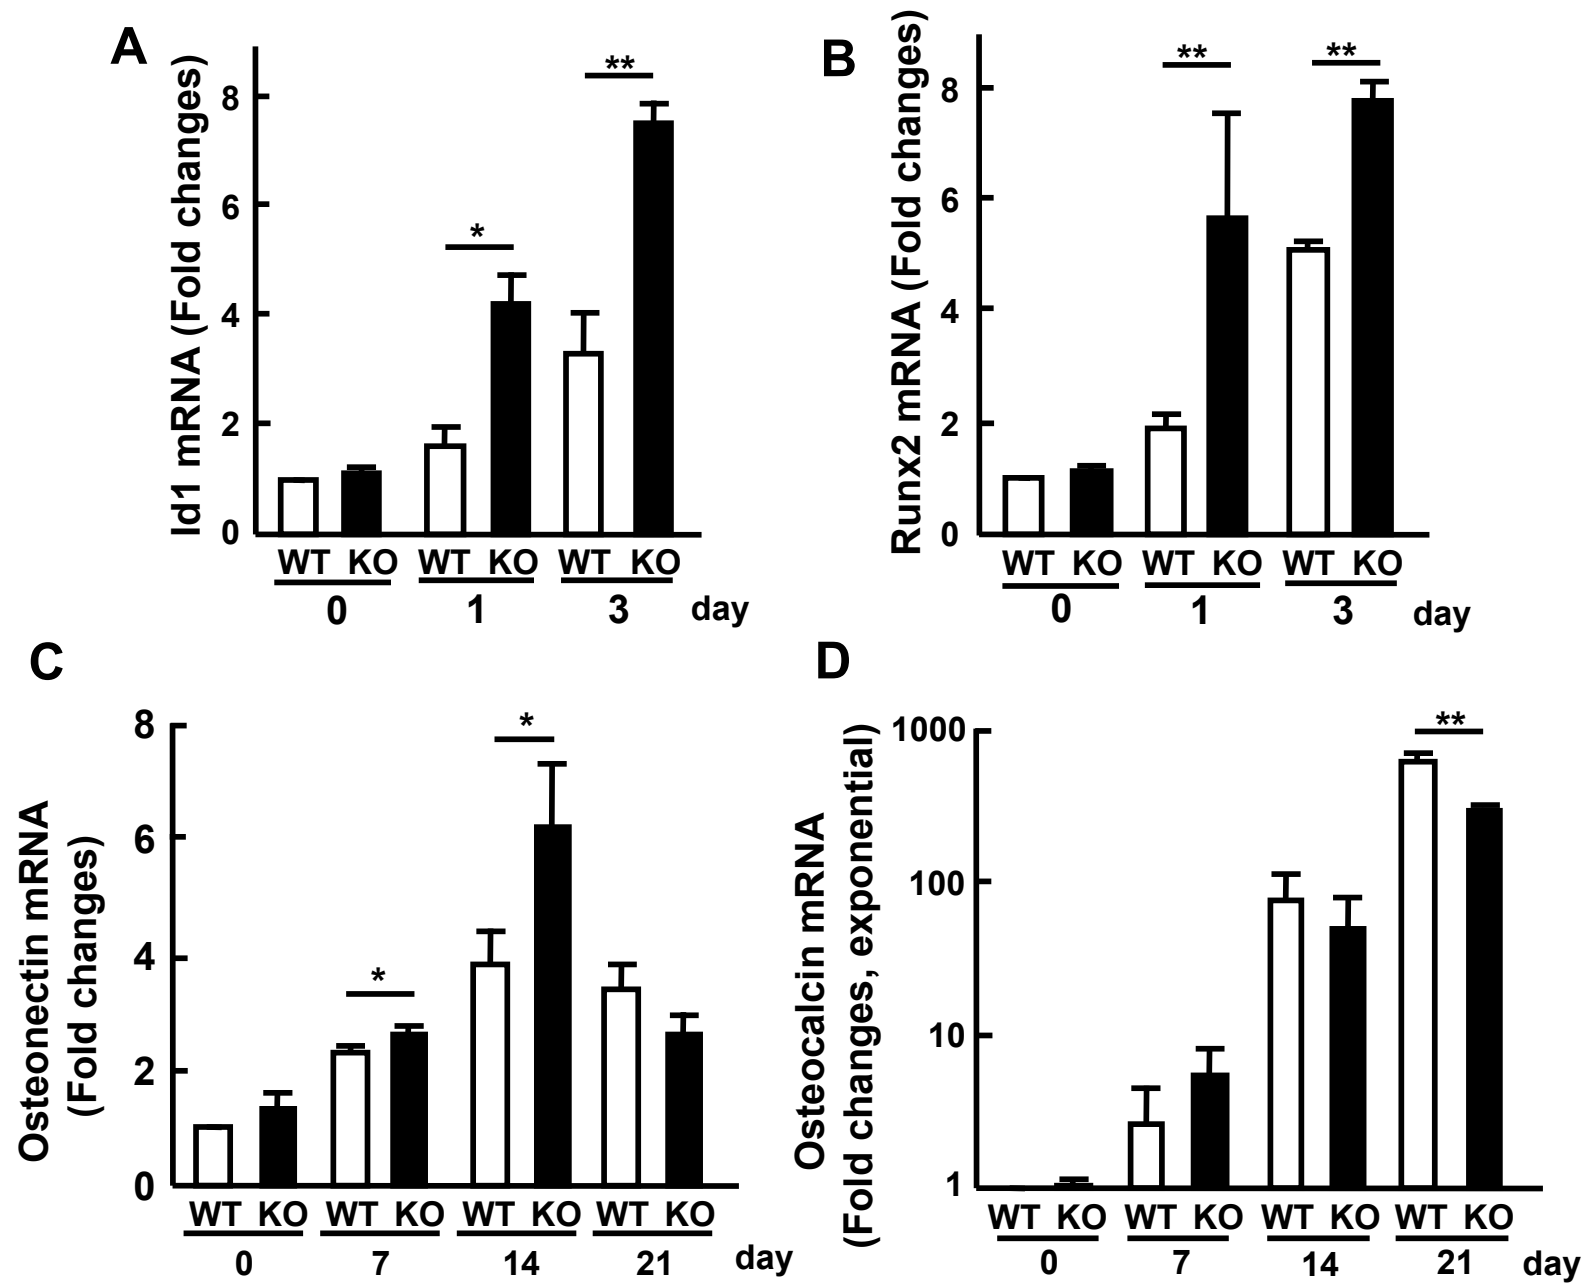 A
Id1 mRNA (Fold changes)
8
6
4
2
0
*
**
WT KO WT KO WT KO
0 1 3 day
B
Runx2 mRNA (Fold changes)
8
6
4
2
0
**
**
WT KO WT KO WT KO
0 1 3 day
C
Osteonectin mRNA
(Fold changes)
8
6
4
2
0
*
*
WT KO WT KO WT KO WT KO
0 7 14 21 day
D
Osteocalcin mRNA
(Fold changes, exponential)
1000
100
10
1
**
WT KO WT KO WT KO WT KO
0 7 14 21 day